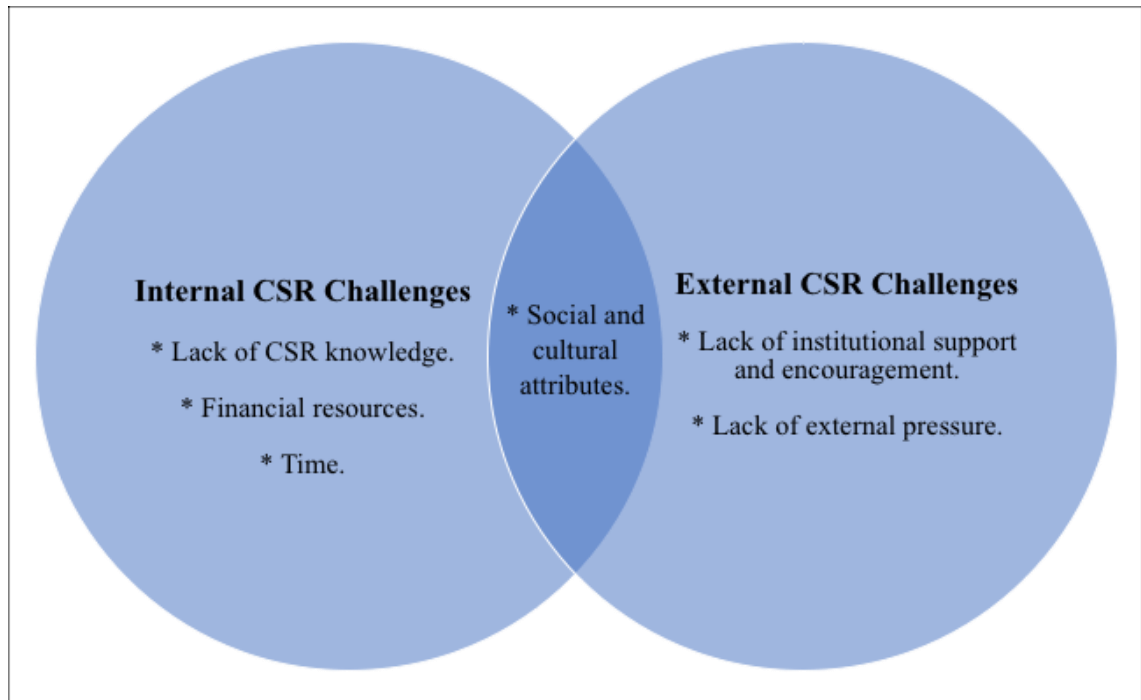 Internal CSR Challenges
* Lack of CSR knowledge.
* Financial resources.
* Time.
* Social and
cultural
attributes.
External CSR Challenges
* Lack of institutional support
and encouragement.
* Lack of external pressure.